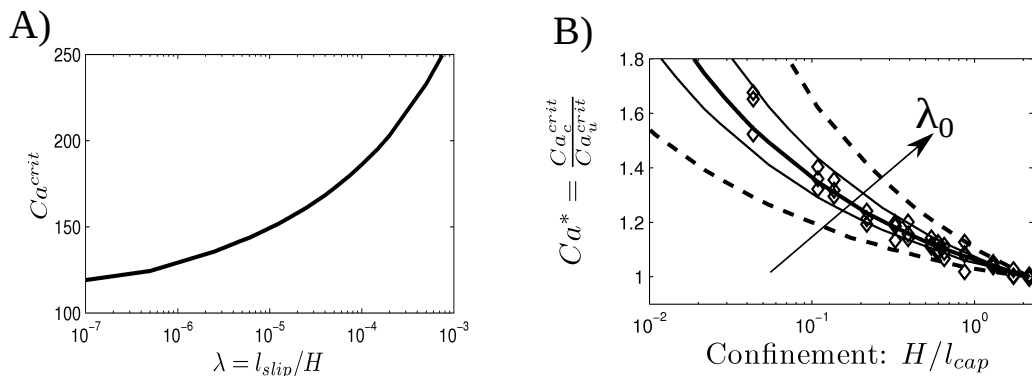 A)
250
200
150
100
Ca^{crit}
10^{-7}
10^{-6}
10^{-5}
10^{-4}
10^{-3}
λ = l_{slip}/H
B)
1.8
1.6
1.4
1.2
1
Ca* = Ca_c^{crit}/Ca_u^{crit}
λ_0
10^{-2}
10^{-1}
10^0
Confinement: H/l_{cap}